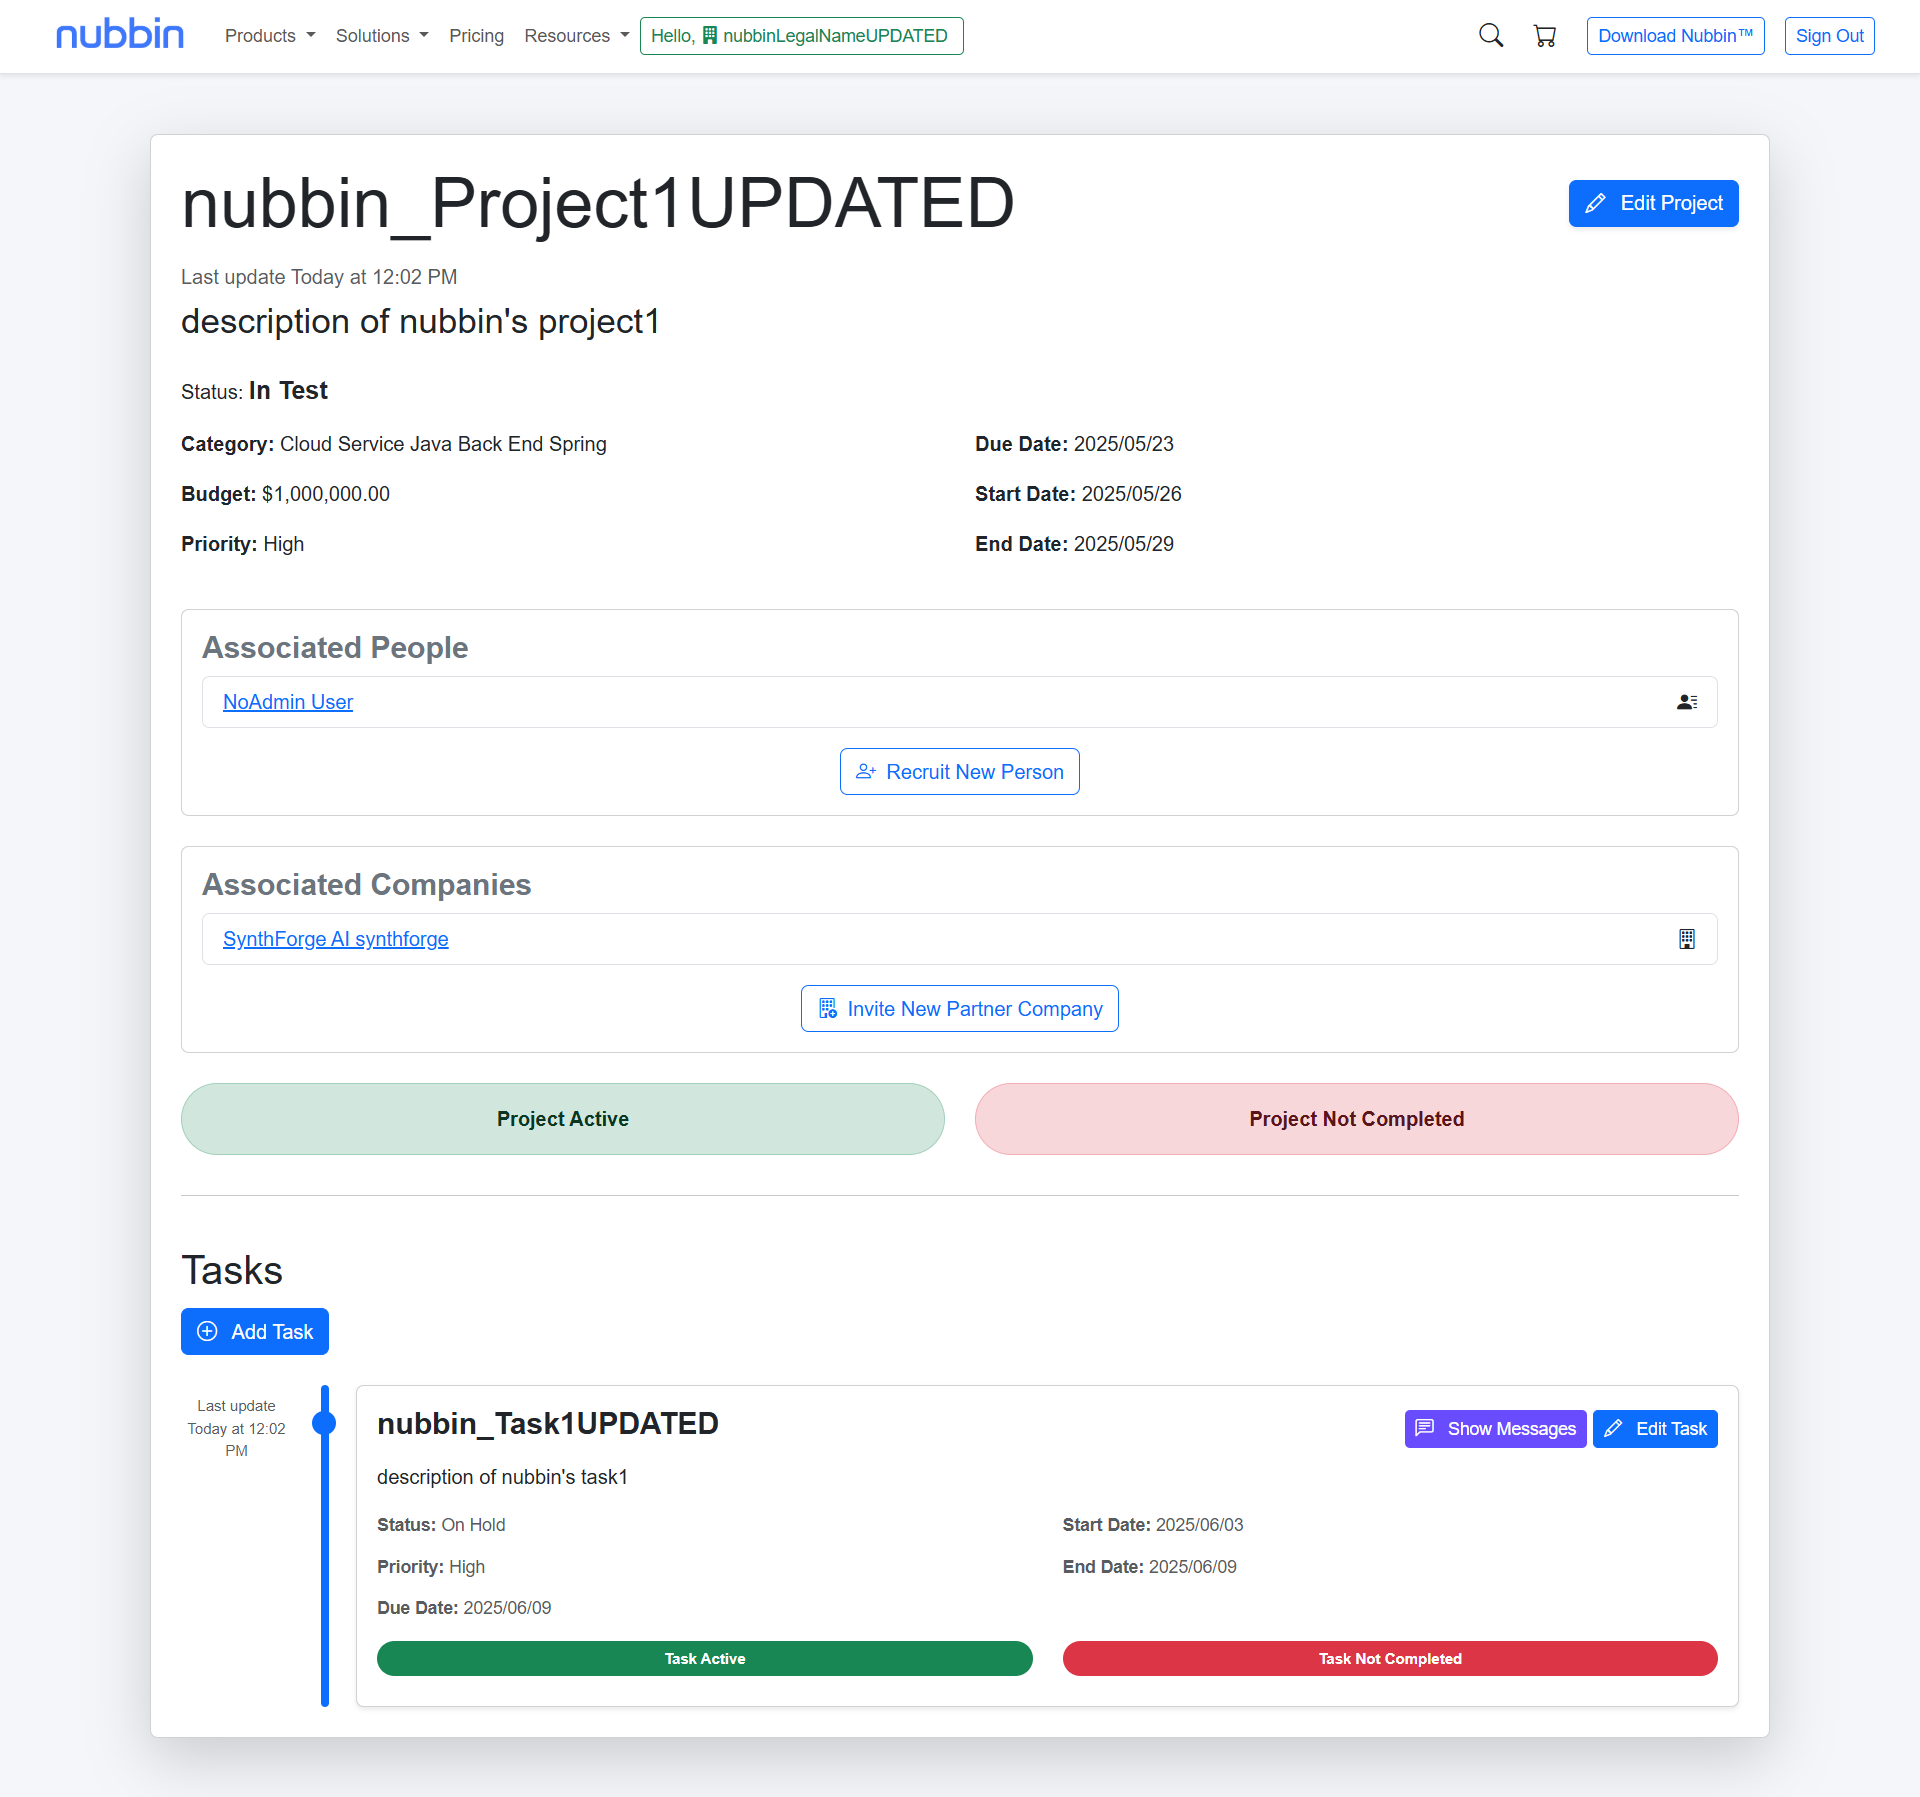 nubbin Products Solutions Pricing Resources Hello, nubbinLegalNameUPDATED Download Nubbin™ Sign Out
nubbin_Project1UPDATED Edit Project
Last update Today at 12:02 PM
description of nubbin's project1
Status: In Test
Category: Cloud Service Java Back End Spring Due Date: 2025/05/23
Budget: $1,000,000.00 Start Date: 2025/05/26
Priority: High End Date: 2025/05/29
Associated People
NoAdmin User
Recruit New Person
Associated Companies
SynthForge AI synthforge
Invite New Partner Company
Project Active Project Not Completed
Tasks
Add Task
Last update
Today at 12:02
PM
nubbin_Task1UPDATED Show Messages Edit Task
description of nubbin's task1
Status: On Hold Start Date: 2025/06/03
Priority: High End Date: 2025/06/09
Due Date: 2025/06/09
Task Active Task Not Completed